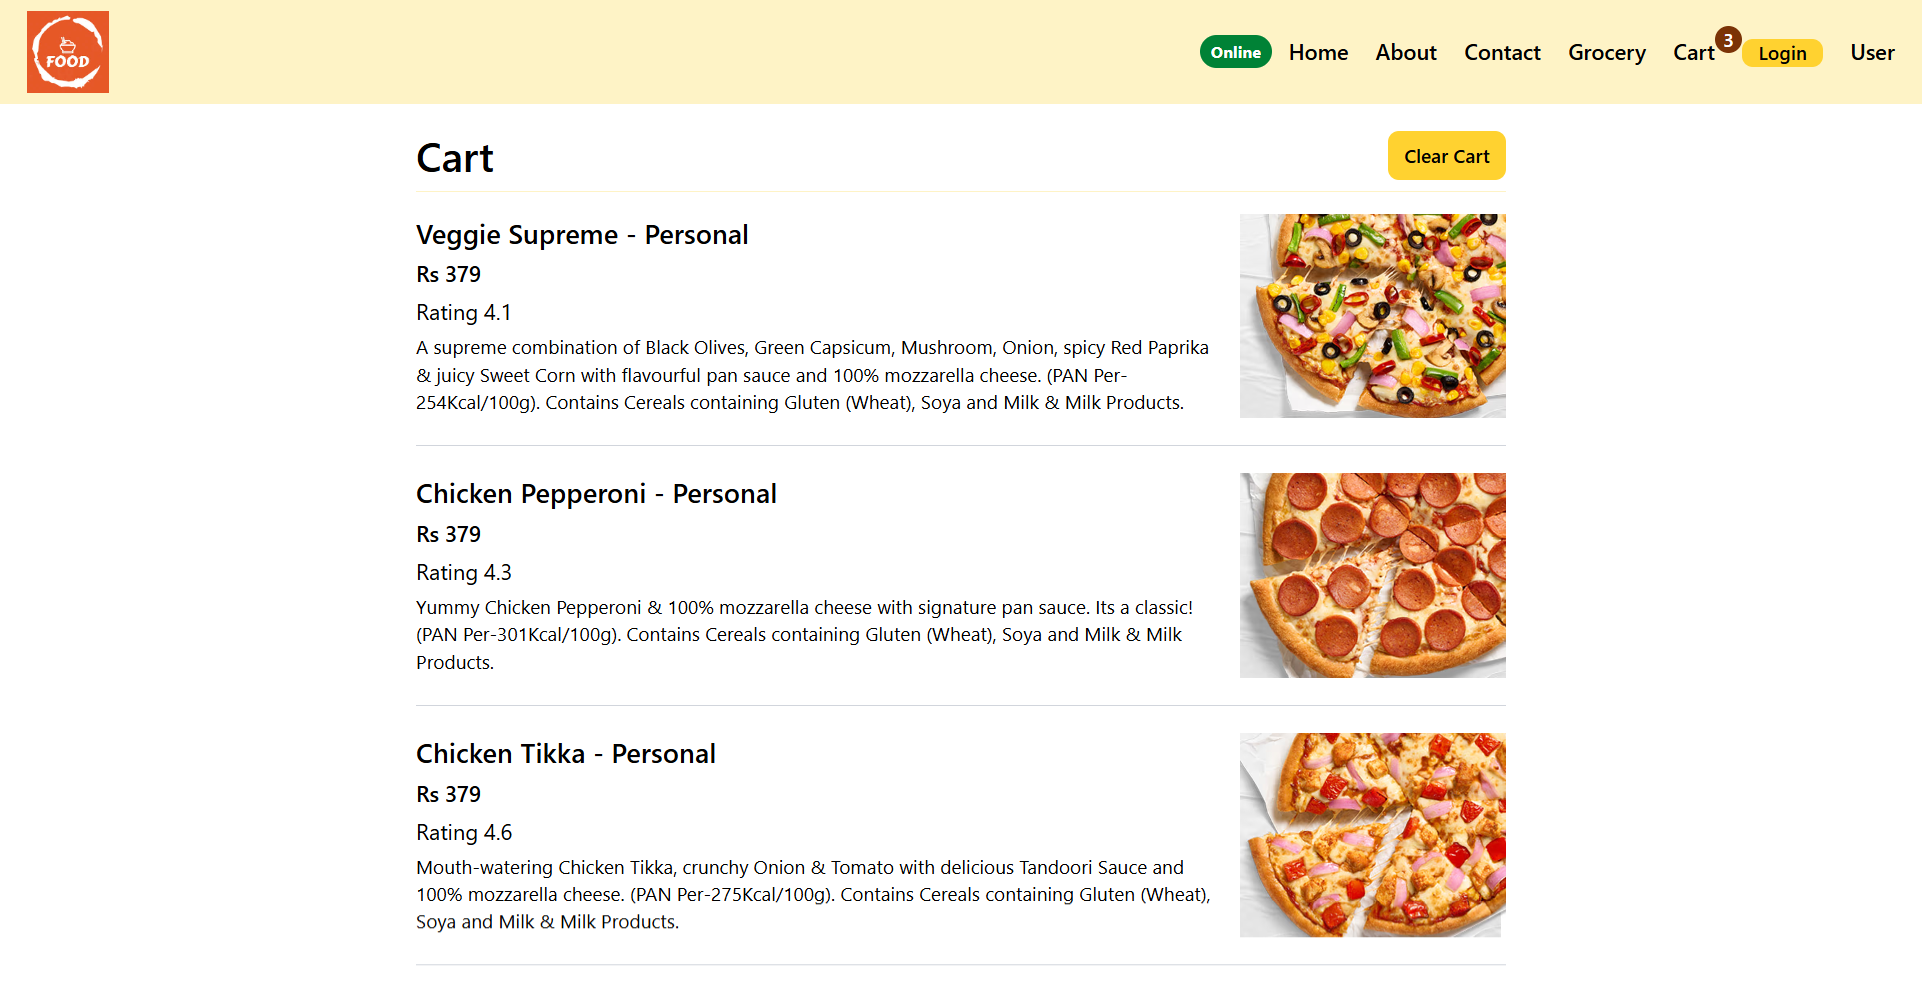 FOOD
Online Home About Contact Grocery Cart 3 Login User
Cart
Clear Cart
Veggie Supreme - Personal
Rs 379
Rating 4.1
A supreme combination of Black Olives, Green Capsicum, Mushroom, Onion, spicy Red Paprika
& juicy Sweet Corn with flavourful pan sauce and 100% mozzarella cheese. (PAN Per-
254Kcal/100g). Contains Cereals containing Gluten (Wheat), Soya and Milk & Milk Products.
Chicken Pepperoni - Personal
Rs 379
Rating 4.3
Yummy Chicken Pepperoni & 100% mozzarella cheese with signature pan sauce. Its a classic!
(PAN Per-301Kcal/100g). Contains Cereals containing Gluten (Wheat), Soya and Milk & Milk
Products.
Chicken Tikka - Personal
Rs 379
Rating 4.6
Mouth-watering Chicken Tikka, crunchy Onion & Tomato with delicious Tandoori Sauce and
100% mozzarella cheese. (PAN Per-275Kcal/100g). Contains Cereals containing Gluten (Wheat),
Soya and Milk & Milk Products.